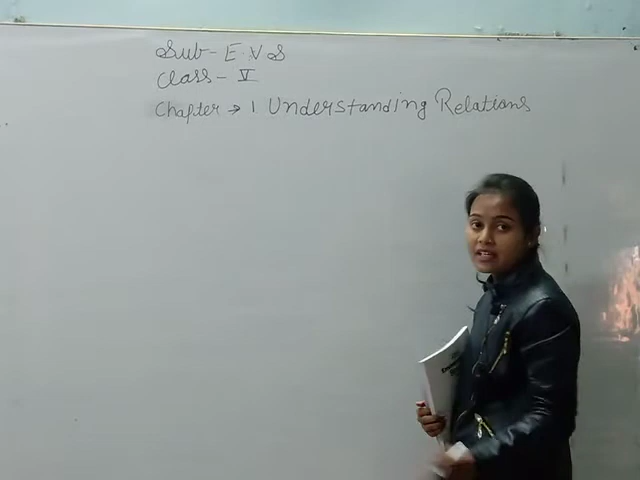 Sub- E.V.S
Class- V
Chapter → 1. Understanding Relations